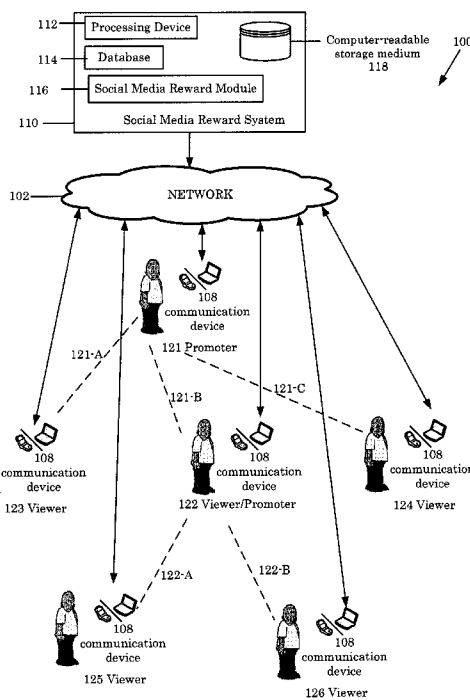 112
Processing Device
114
Database
116
Social Media Reward Module
110
Social Media Reward System
Computer-readable
storage medium
118
100
102
NETWORK
108
communication
device
121 Promoter
121-A
121-B
121-C
108
communication
device
123 Viewer
108
communication
device
122 Viewer/Promoter
108
communication
device
124 Viewer
122-A
122-B
108
communication
device
125 Viewer
108
communication
device
126 Viewer